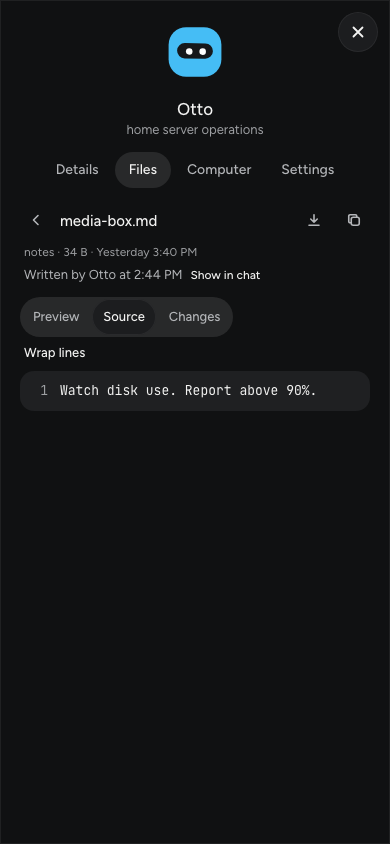 Otto
home server operations
Details Files Computer Settings
media-box.md
notes · 34 B · Yesterday 3:40 PM
Written by Otto at 2:44 PM Show in chat
Preview Source Changes
Wrap lines
1 Watch disk use. Report above 90%.